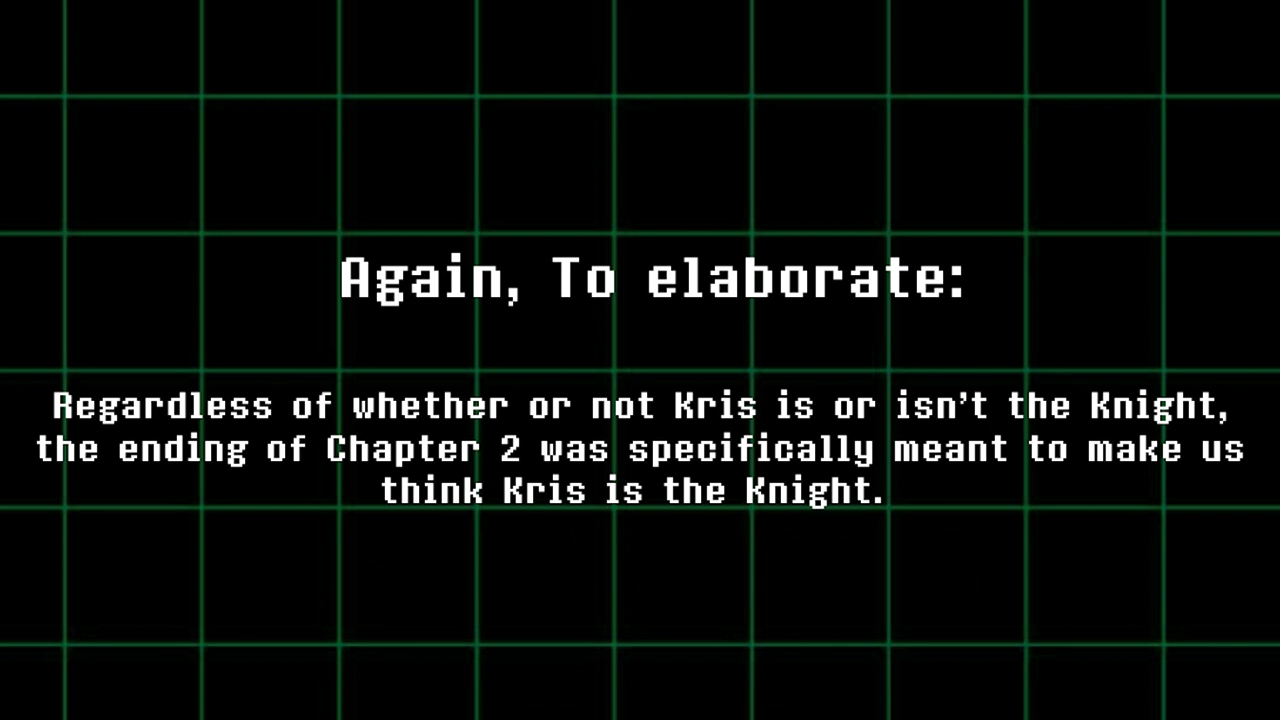 Again, To elaborate:
Regardless of whether or not Kris is or isn't the Knight,
the ending of Chapter 2 was specifically meant to make us
think Kris is the Knight.